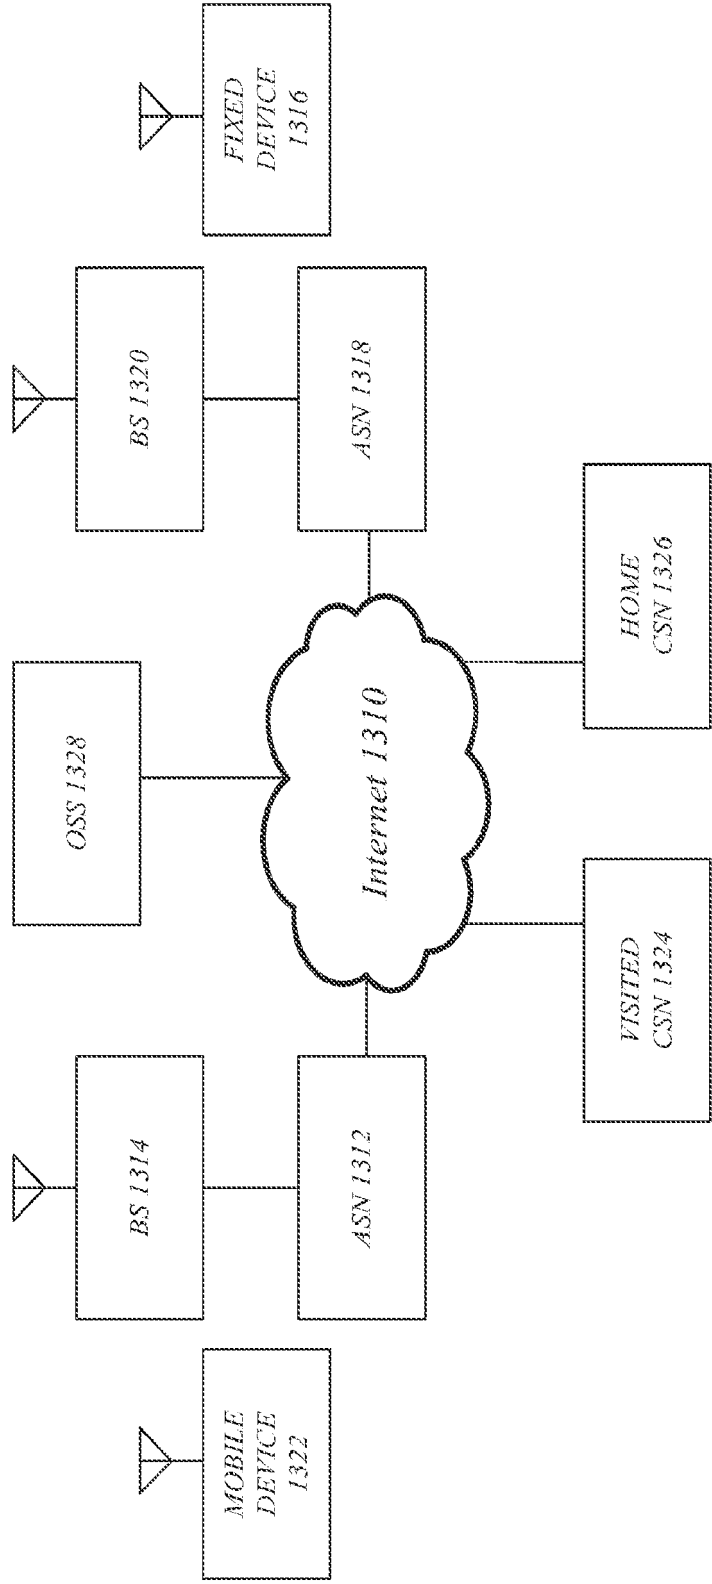 OSS 1328
BS 1314
BS 1320
MOBILE
DEVICE
1322
FIXED
DEVICE
1316
ASN 1312
Internet 1310
ASN 1318
VISITED
CSN 1324
HOME
CSN 1326